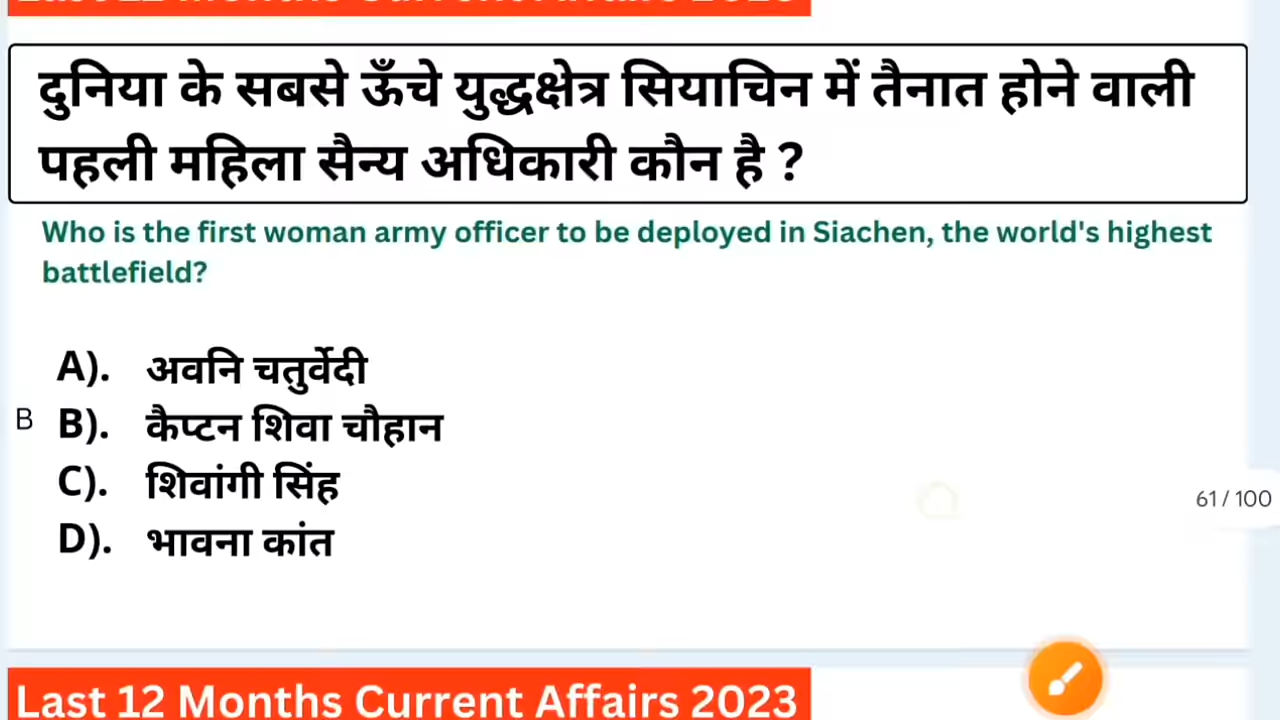 दुनिया के सबसे ऊँचे युद्धक्षेत्र सियाचिन में तैनात होने वाली
पहली महिला सैन्य अधिकारी कौन है ?
Who is the first woman army officer to be deployed in Siachen, the world's highest
battlefield?
A). अवनि चतुर्वेदी
B B). कैप्टन शिवा चौहान
C). शिवांगी सिंह
61 / 100
D). भावना कांत
Last 12 Months Current Affairs 2023